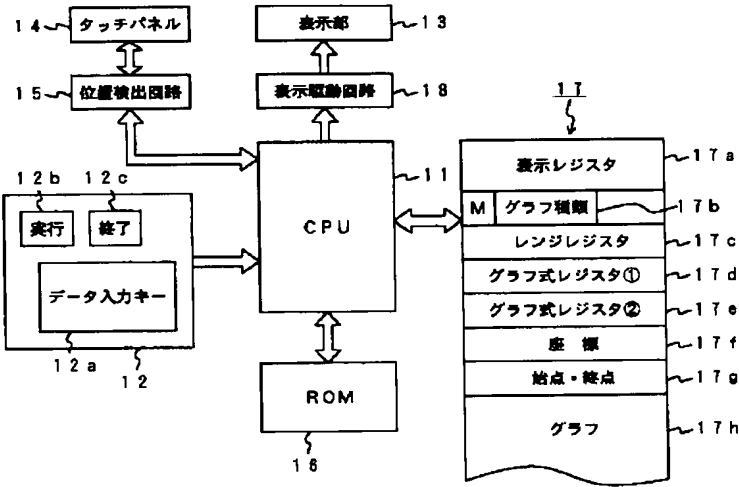 14
タッチパネル
表示部
13
15
位置検出回路
表示駆動回路
18
17
表示レジスタ
17a
12b
12c
11
M
グラフ種類
17b
実行
終了
CPU
レンジレジスタ
17c
グラフ式レジスタ①
17d
データ入力キー
グラフ式レジスタ②
17e
座 標
17f
12a
12
始点・終点
17g
ROM
グラフ
17h
16